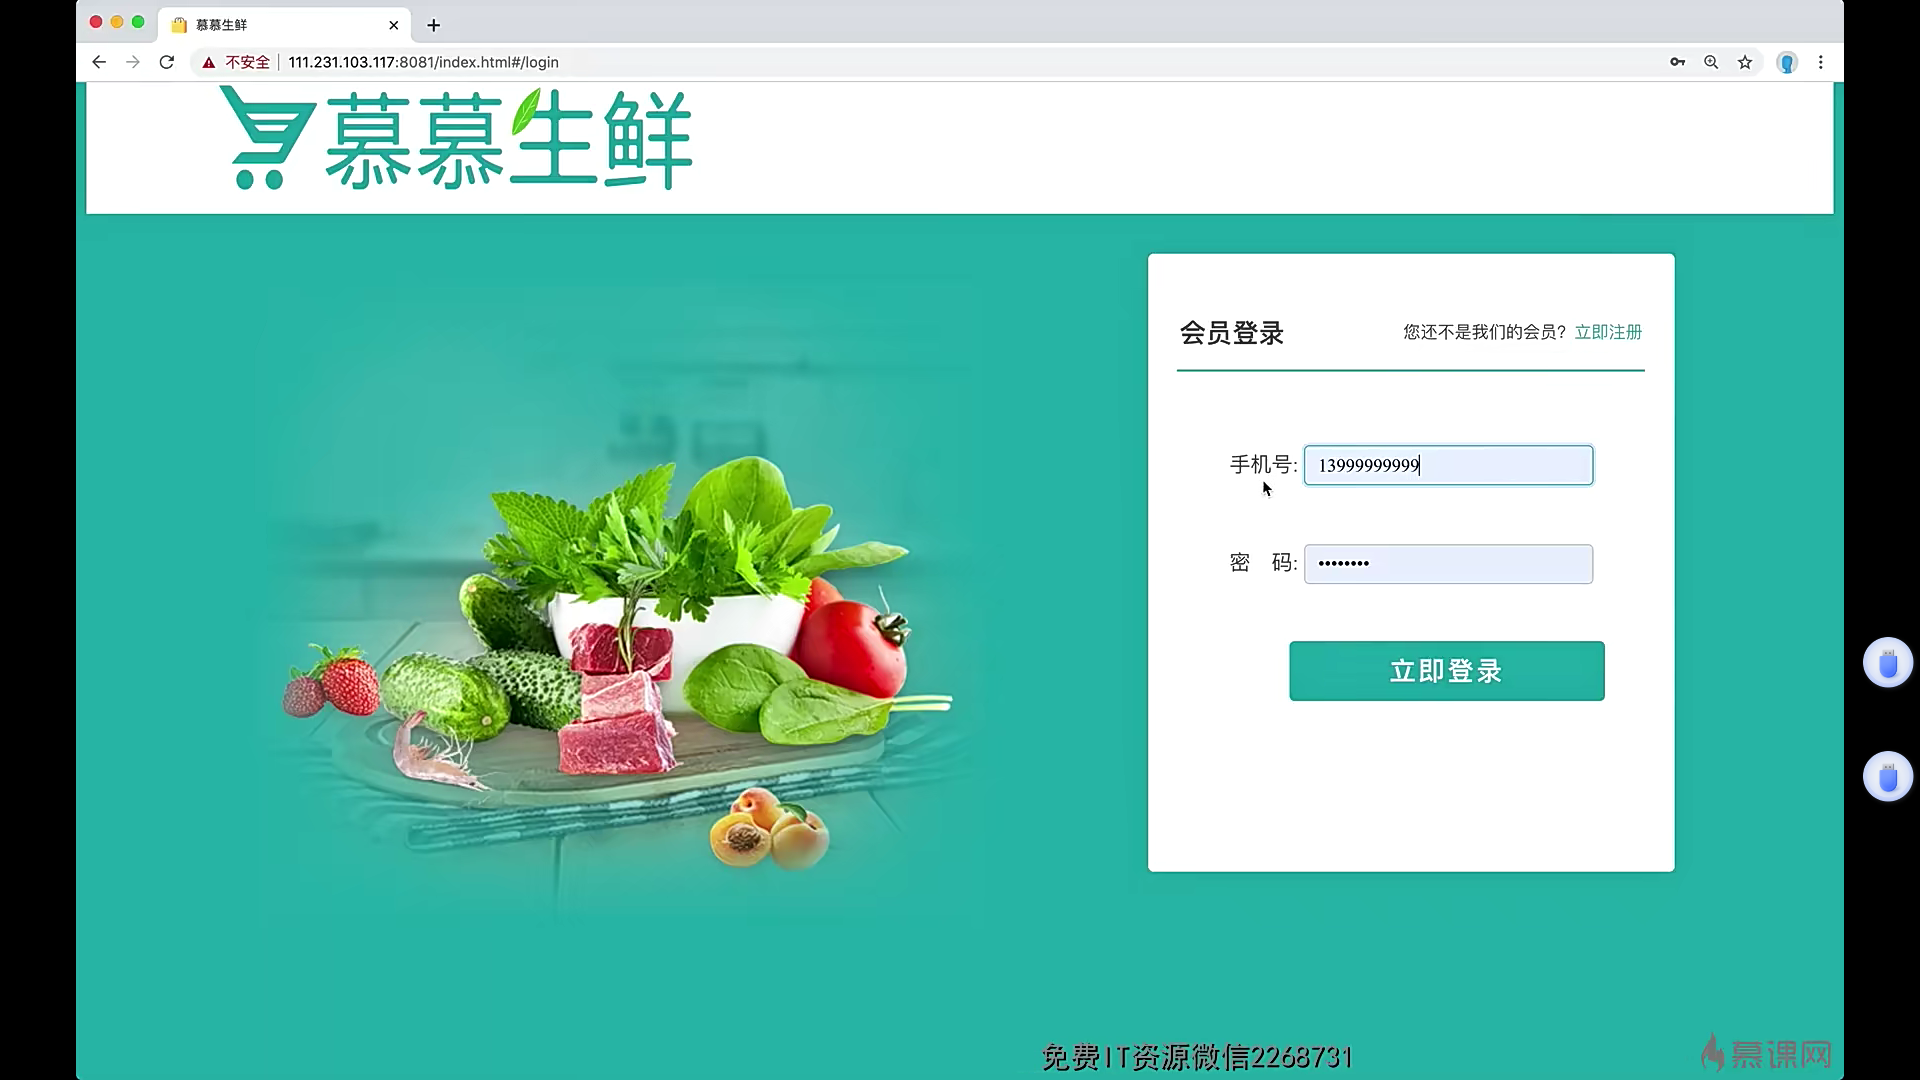 慕慕生鲜
不安全
111.231.103.117:8081/index.html#/login
慕慕生鲜
会员登录
您还不是我们的会员？ 立即注册
手机号: 13999999999
密 码: ••••••••
立即登录
免费IT资源微信2268731
慕课网